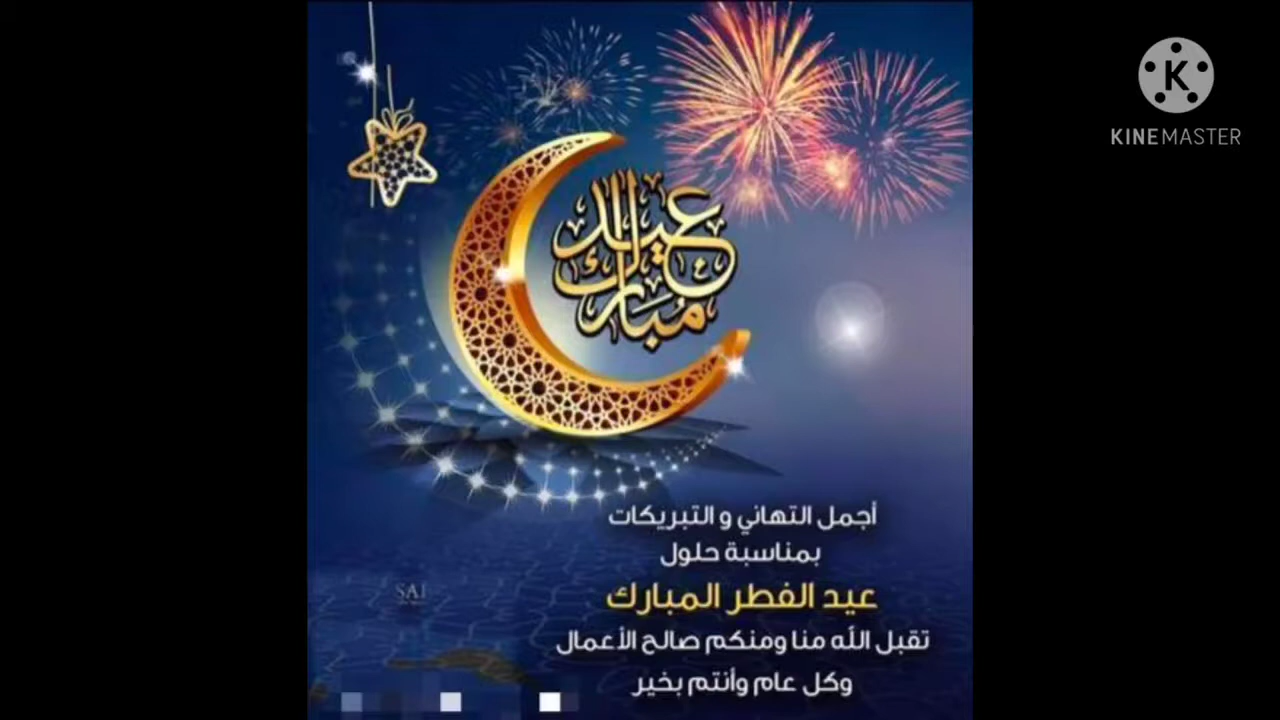 KINEMASTER
عيد
مبارك
أجمل التهاني و التبريكات
بمناسبة حلول
عيد الفطر المبارك
تقبل الله منا ومنكم صالح الأعمال
وكل عام وأنتم بخير
SAI